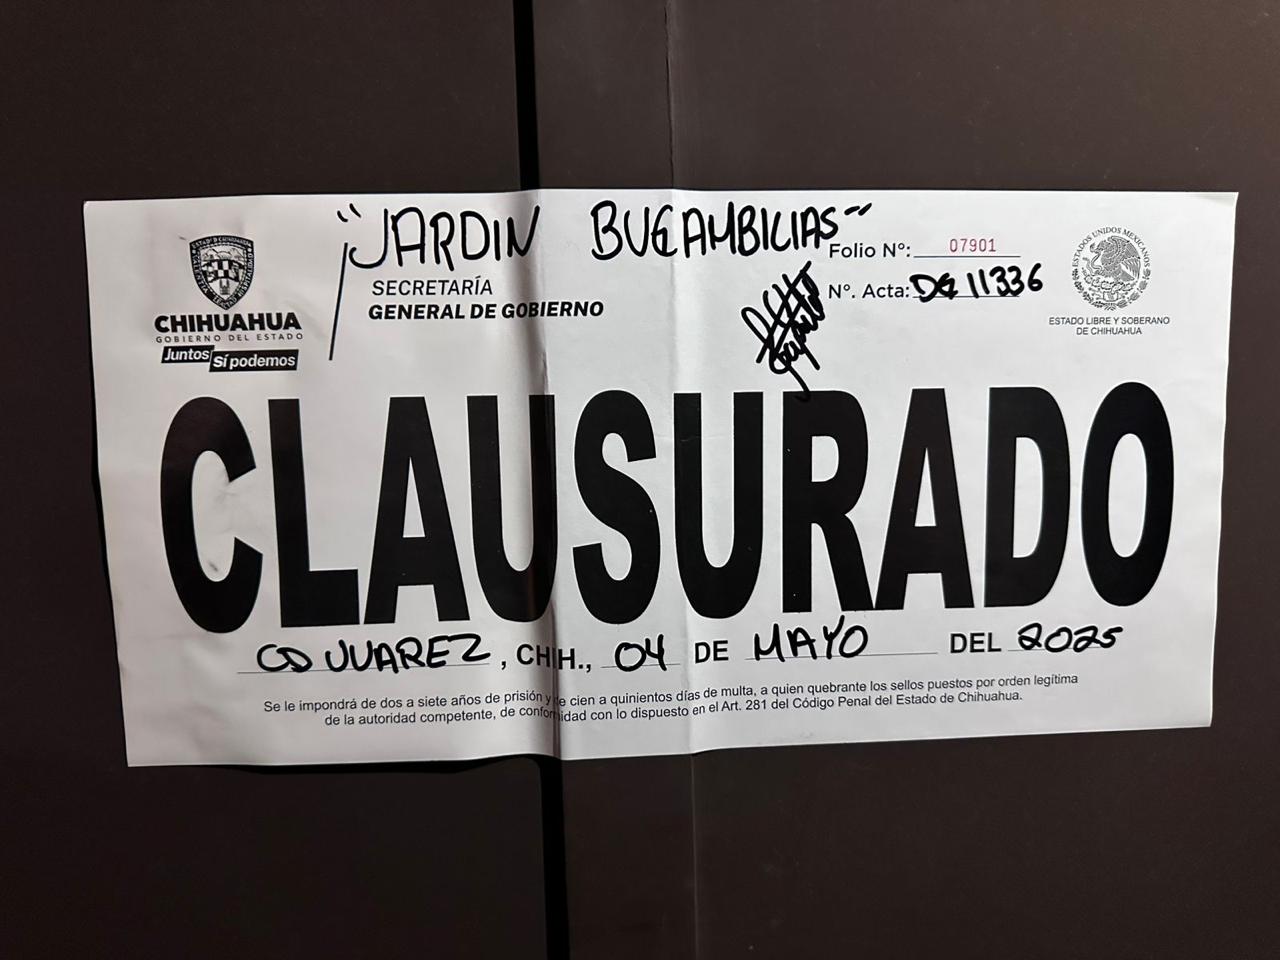 "JARDIN BUGAMBILIAS"
CHIHUAHUA
GOBIERNO DEL ESTADO
Juntos Sí podemos
SECRETARÍA
GENERAL DE GOBIERNO
Folio N°: 07901
N°. Acta: DG 11336
ESTADOS UNIDOS MEXICANOS
ESTADO LIBRE Y SOBERANO
DE CHIHUAHUA
CLAUSURADO
CD JUAREZ, CHIH., 04 DE MAYO DEL 2025
Se le impondrá de dos a siete años de prisión y de cien a quinientos días de multa, a quien quebrante los sellos puestos por orden legítima
de la autoridad competente, de conformidad con lo dispuesto en el Art. 281 del Código Penal del Estado de Chihuahua.